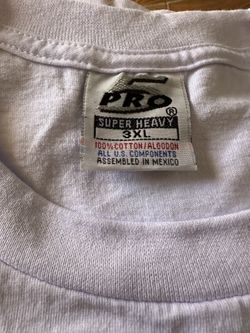 PRO®
SUPER HEAVY
3XL
100% COTTON/ALGODON
ALL U.S. COMPONENTS
ASSEMBLED IN MEXICO